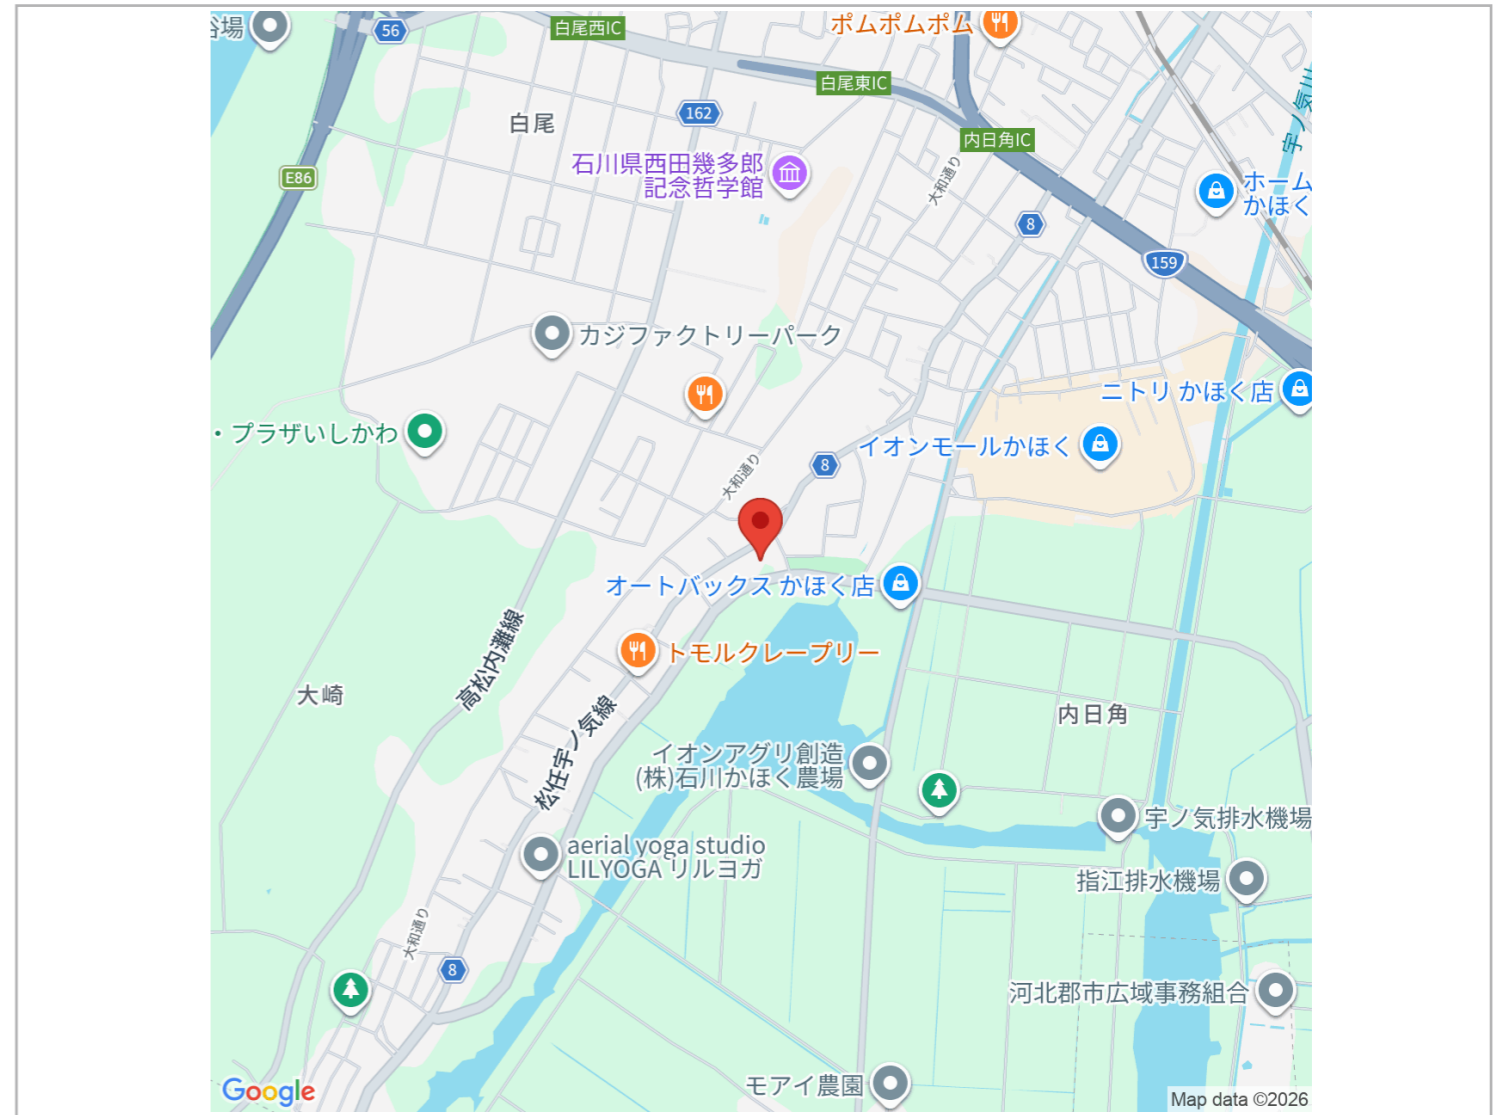 浴場
56
白尾西IC
ポムポムポム
白尾東IC
162
白尾
内日角IC
宇ノ気川
石川県西田幾多郎
記念哲学館
大和通り
E86
ホーム
かほく
8
159
カジファクトリーパーク
ニトリ かほく店
・プラザいしかわ
イオンモールかほく
大和通り
8
オートバックス かほく店
高松内灘線
トモルクレープリー
大崎
内日角
松任宇ノ気線
イオンアグリ創造
(株)石川かほく農場
宇ノ気排水機場
aerial yoga studio
LILYOGA リルヨガ
指江排水機場
大和通り
8
河北郡市広域事務組合
モアイ農園
Google
Map data ©2026